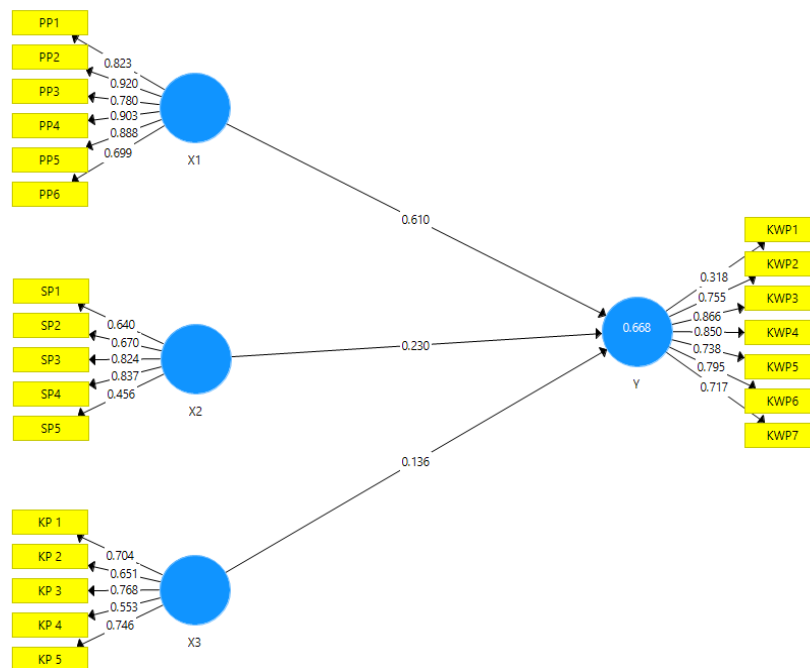 PP1
PP2
PP3
PP4
PP5
PP6
0.823
0.920
0.780
0.903
0.888
0.699
X1
0.610
SP1
SP2
SP3
SP4
SP5
0.640
0.670
0.824
0.837
0.456
X2
0.230
KP 1
KP 2
KP 3
KP 4
KP 5
0.704
0.651
0.768
0.553
0.746
X3
0.136
0.668
Y
0.318
0.755
0.866
0.850
0.738
0.795
0.717
KWP1
KWP2
KWP3
KWP4
KWP5
KWP6
KWP7